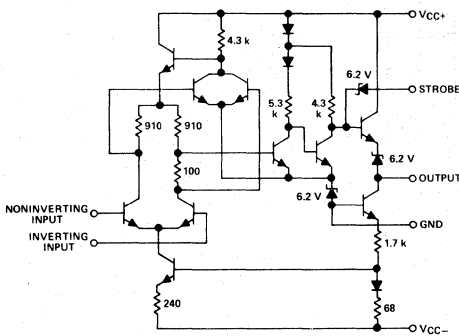 VCC+
4.3 k
6.2 V
STROBE
5.3
k
4.3
k
910
910
6.2 V
100
OUTPUT
6.2 V
NONINVERTING
INPUT
GND
INVERTING
INPUT
1.7 k
240
68
VCC−